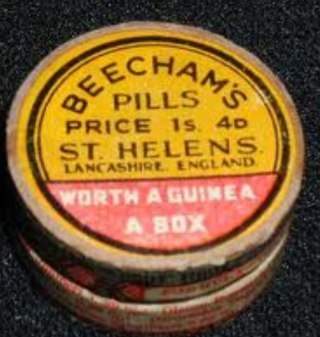 BEECHAM'S
PILLS
PRICE 1s. 4D
ST. HELENS.
LANCASHIRE, ENGLAND.
WORTH A GUINEA
A BOX